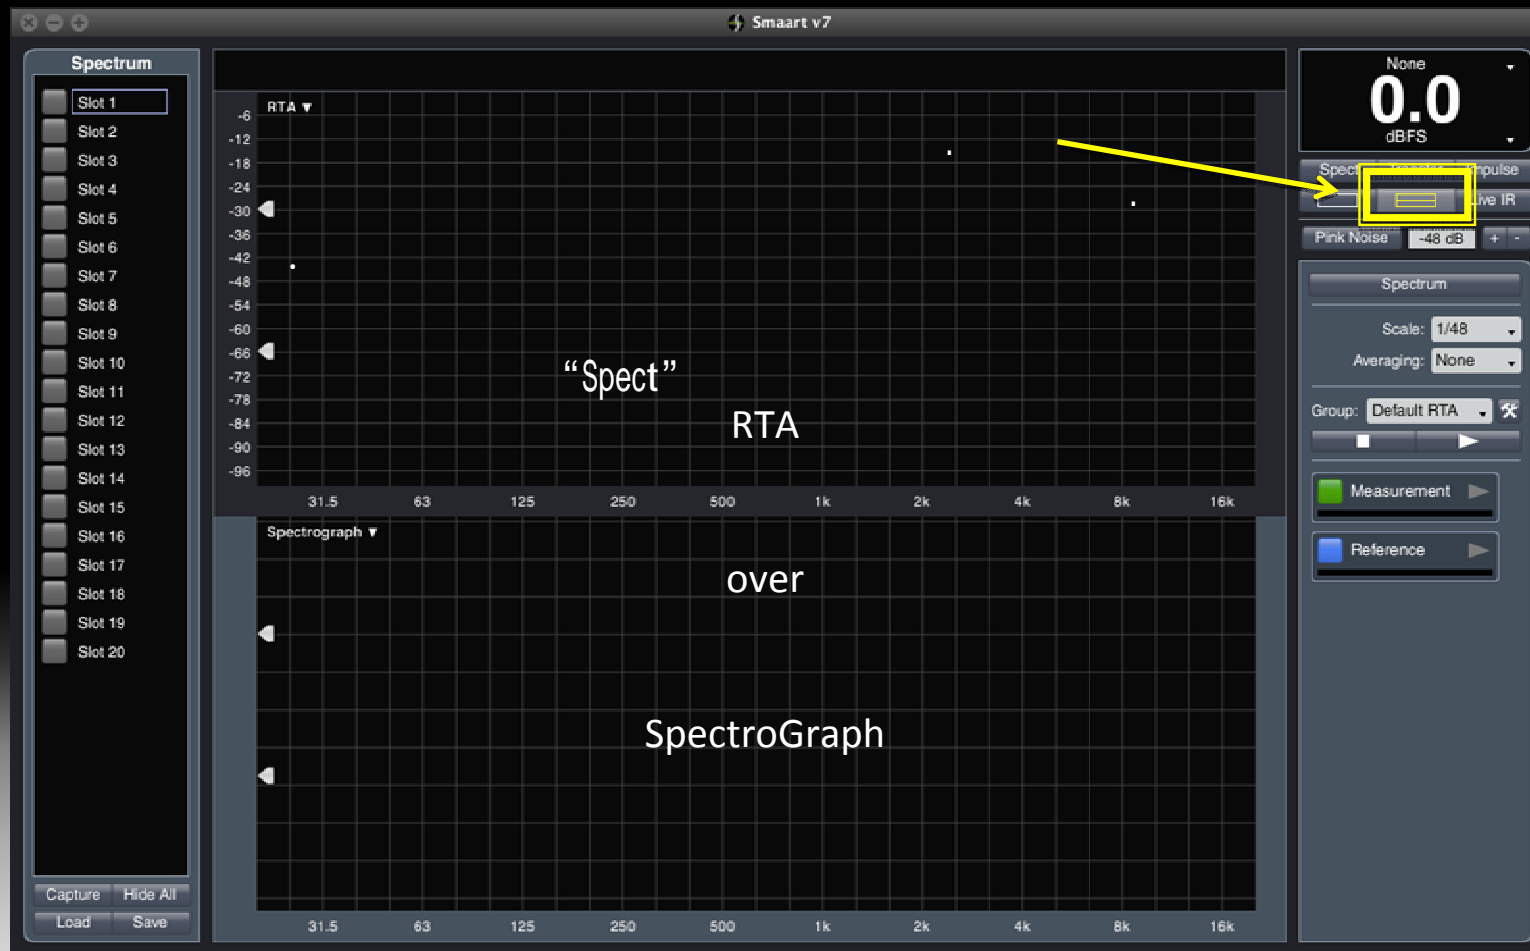 Smaart v7
Spectrum
Slot 1
Slot 2
Slot 3
Slot 4
Slot 5
Slot 6
Slot 7
Slot 8
Slot 9
Slot 10
Slot 11
Slot 12
Slot 13
Slot 14
Slot 15
Slot 16
Slot 17
Slot 18
Slot 19
Slot 20
Capture Hide All
Load Save
RTA
-6
-12
-18
-24
-30
-36
-42
-48
-54
-60
-66
-72
-78
-84
-90
-96
“Spect”
RTA
31.5 63 125 250 500 1k 2k 4k 8k 16k
Spectrograph
over
SpectroGraph
31.5 63 125 250 500 1k 2k 4k 8k 16k
None
0.0
dBFS
Spect
Live IR
Pink Noise -48 dB + -
Spectrum
Scale: 1/48
Averaging: None
Group: Default RTA
Measurement
Reference